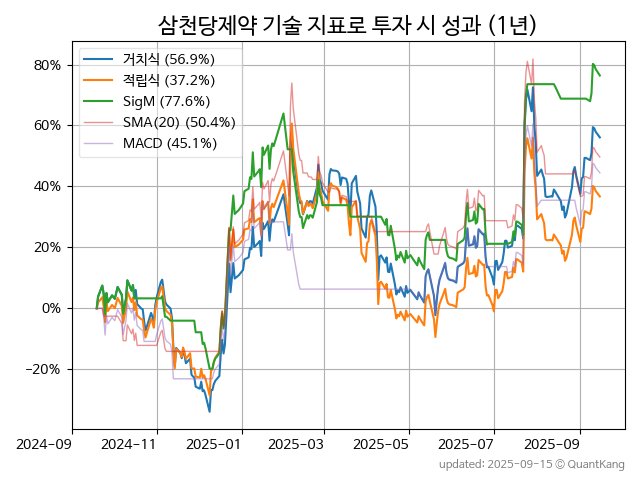 삼천당제약 기술 지표로 투자 시 성과 (1년)
거치식 (56.9%)
적립식 (37.2%)
SigM (77.6%)
SMA(20) (50.4%)
MACD (45.1%)
80%
60%
40%
20%
0%
−20%
2024-09
2024-11
2025-01
2025-03
2025-05
2025-07
2025-09
updated: 2025-09-15 © QuantKang